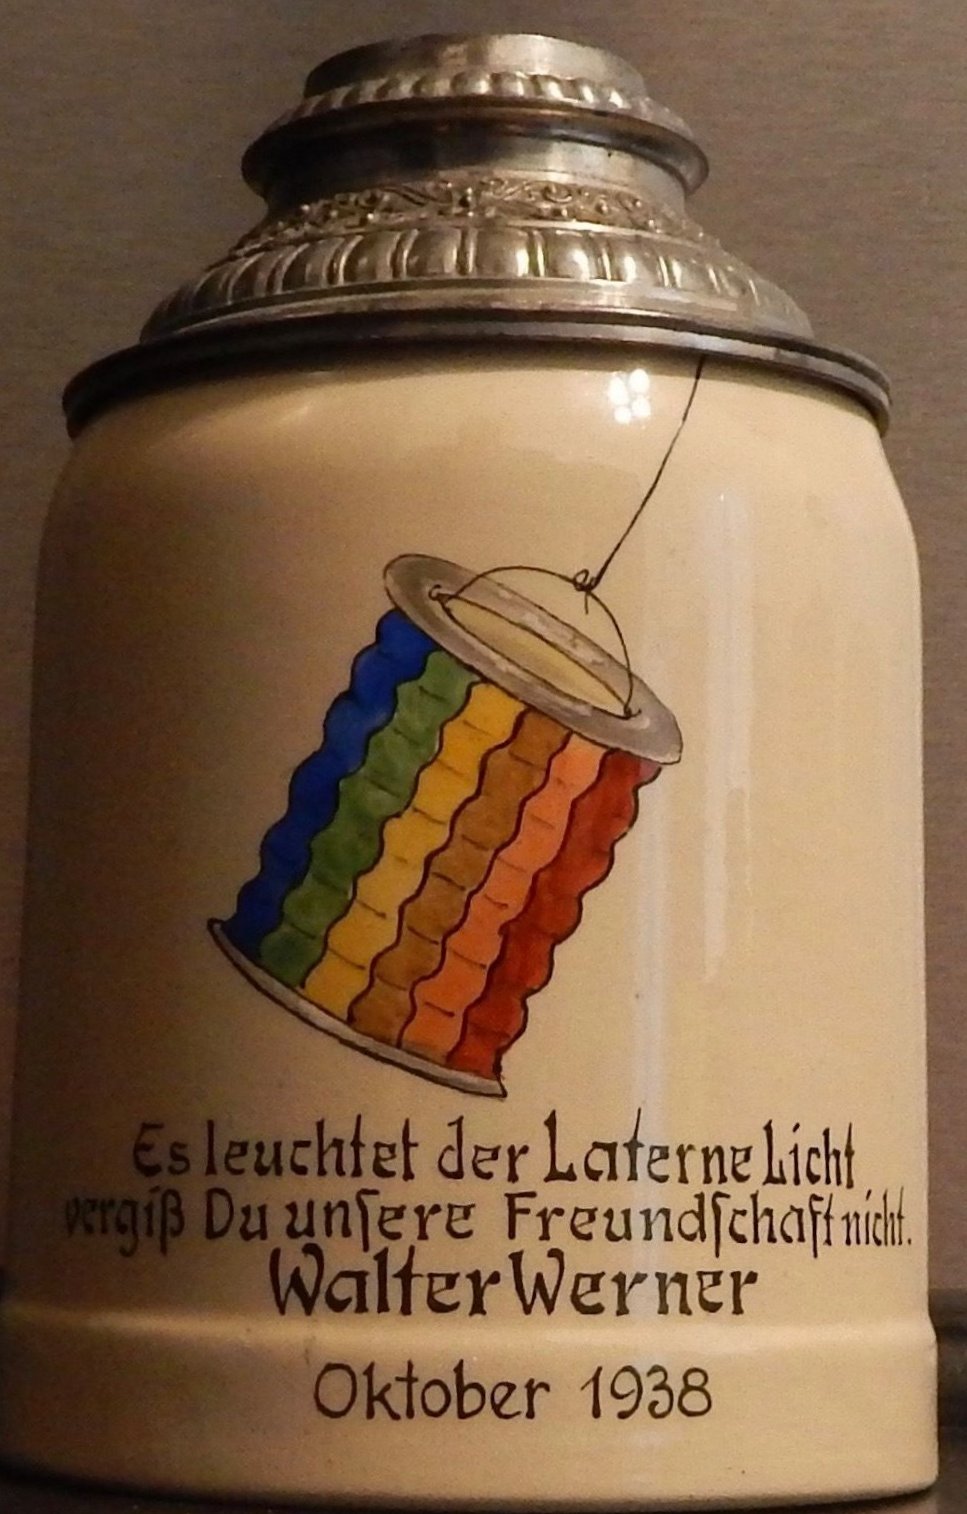 Es leuchtet der Laterne Licht
vergiß Du unſere Freundſchaft nicht.
Walter Werner
Oktober 1938